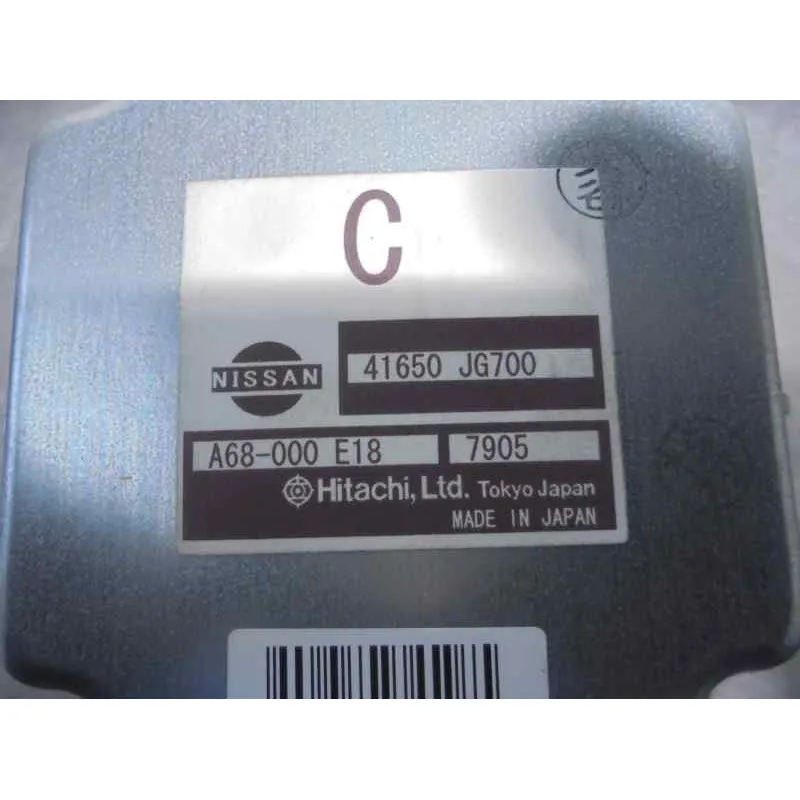 C
NISSAN
41650 JG700
A68-000 E18
7905
Hitachi, Ltd. Tokyo Japan
MADE IN JAPAN